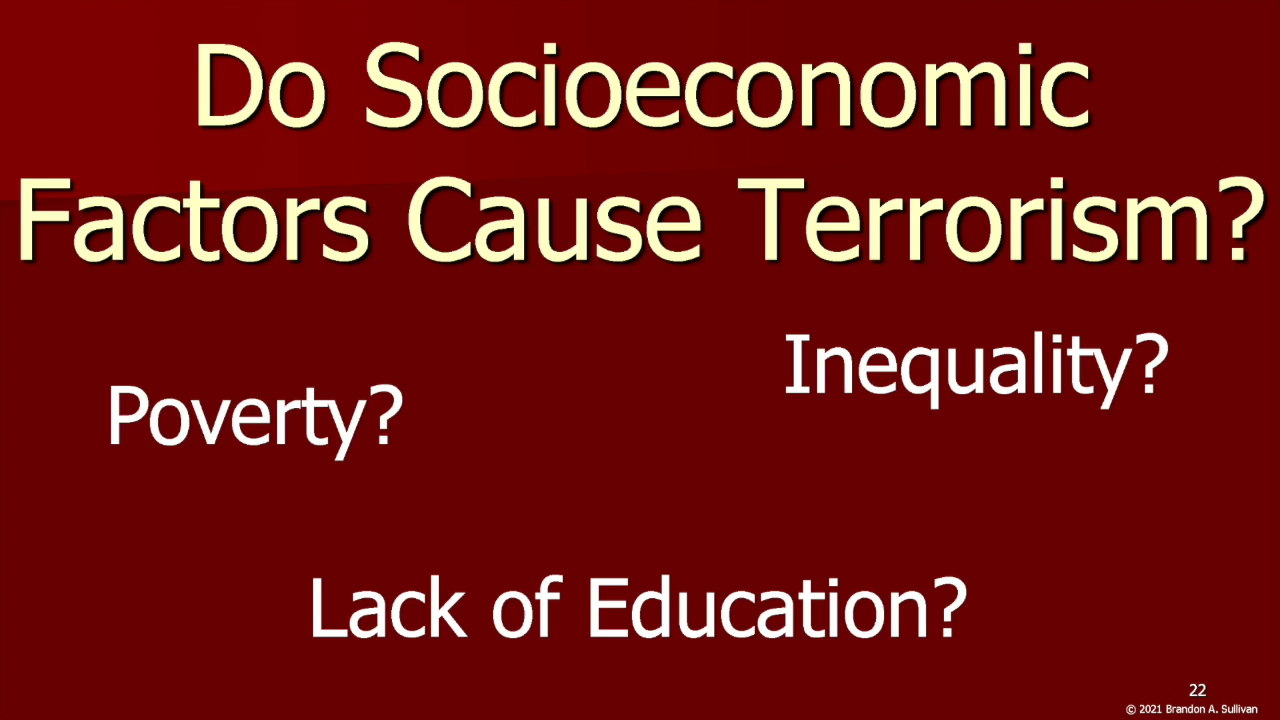 Do Socioeconomic
Factors Cause Terrorism?
Inequality?
Poverty?
Lack of Education?
22
© 2021 Brandon A. Sullivan